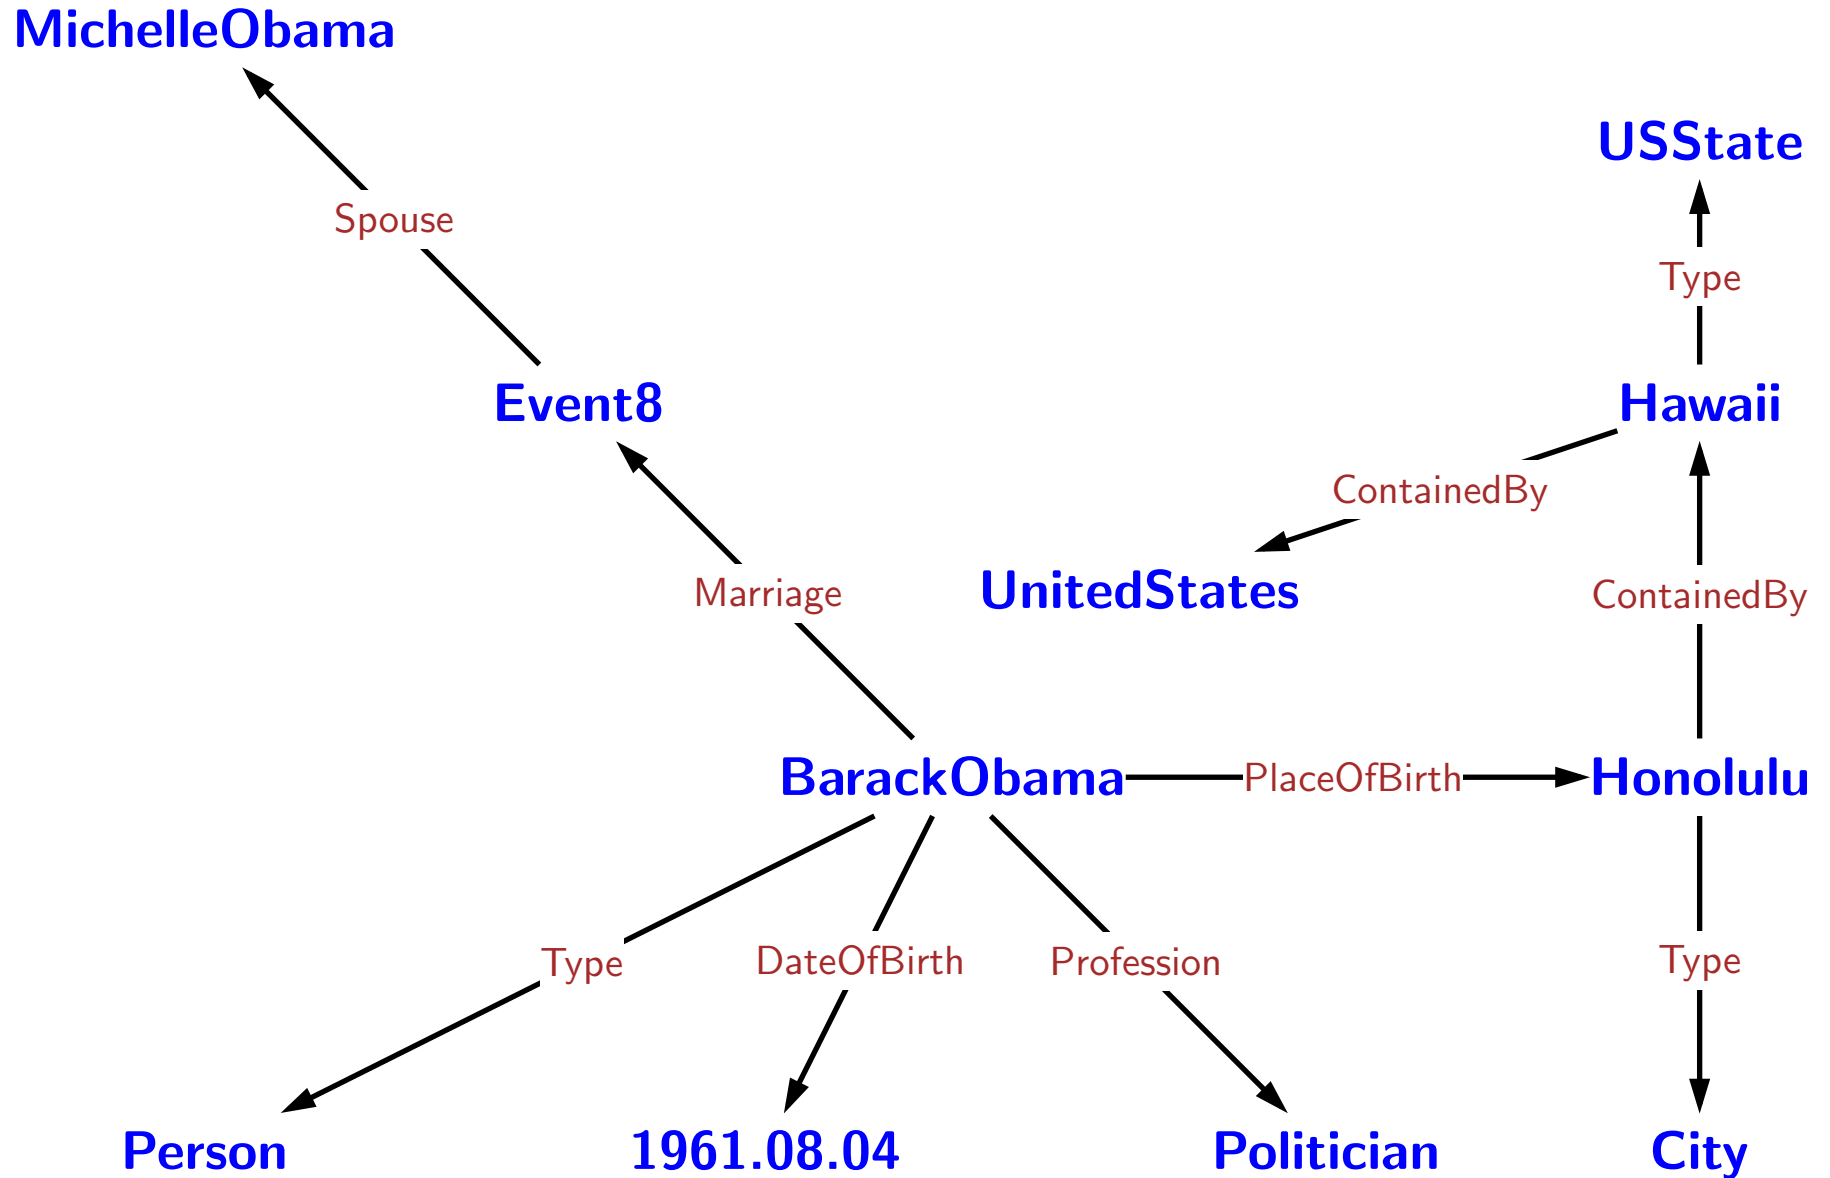 MichelleObama
USState
Spouse
Type
Event8
Hawaii
ContainedBy
UnitedStates
Marriage
ContainedBy
BarackObama
PlaceOfBirth
Honolulu
Type
DateOfBirth
Profession
Type
Person
1961.08.04
Politician
City